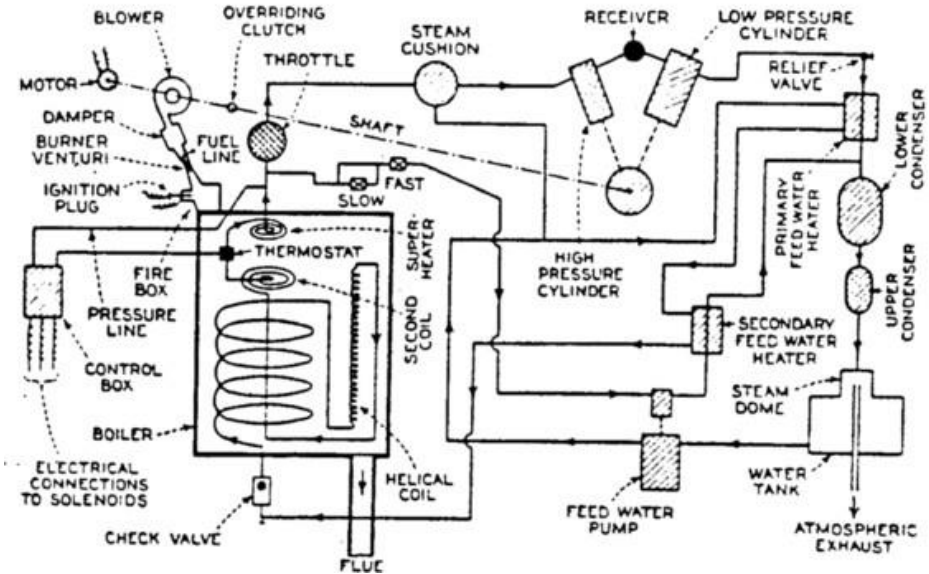 BLOWER
OVERRIDING
CLUTCH
THROTTLE
STEAM
CUSHION
RECEIVER
LOW PRESSURE
CYLINDER
MOTOR
RELIEF
VALVE
DAMPER
BURNER
VENTURI
FUEL
LINE
SHAFT
IGNITION
PLUG
SLOW
FAST
LOWER
CONDENSER
PRIMARY
FEED WATER
HEATER
THERMOSTAT
SUPER
HEATER
HIGH
PRESSURE
CYLINDER
FIRE
BOX
PRESSURE
LINE
SECOND
COIL
UPPER
CONDENSER
SECONDARY
FEED WATER
HEATER
CONTROL
BOX
STEAM
DOME
BOILER
ELECTRICAL
CONNECTIONS
TO SOLENOIDS
HELICAL
COIL
WATER
TANK
FEED WATER
PUMP
CHECK VALVE
ATMOSPHERIC
EXHAUST
FLUE